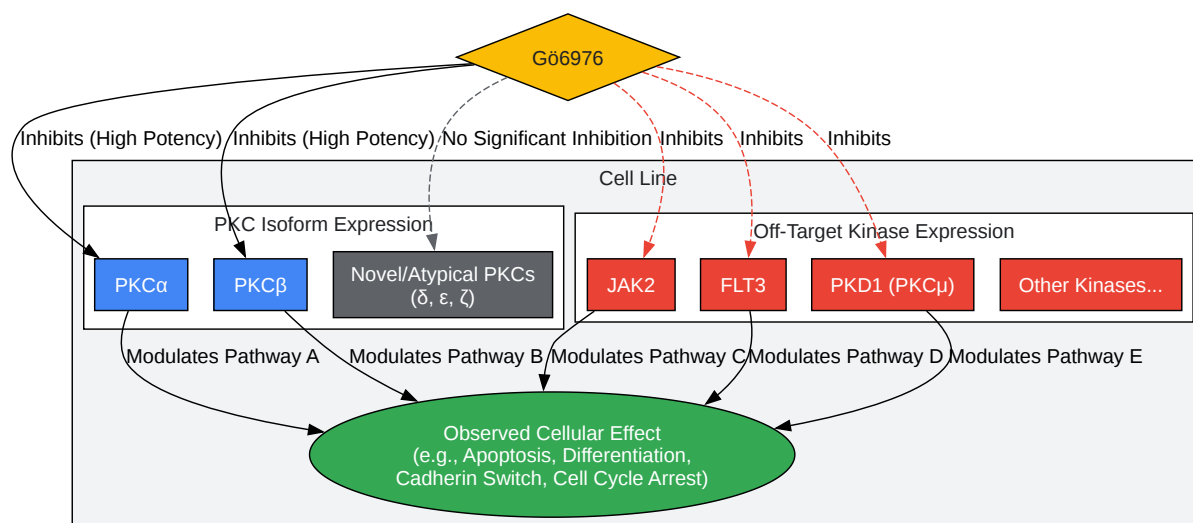 Gö6976
Inhibits (High Potency)
Inhibits (High Potency)
No Significant Inhibition
Inhibits
Inhibits
Inhibits
Cell Line
PKC Isoform Expression
Off-Target Kinase Expression
PKCα
PKCβ
Novel/Atypical PKCs
(δ, ε, ζ)
JAK2
FLT3
PKD1 (PKCμ)
Other Kinases...
Modulates Pathway A
Modulates Pathway B
Modulates Pathway C
Modulates Pathway D
Modulates Pathway E
Observed Cellular Effect
(e.g., Apoptosis, Differentiation,
Cadherin Switch, Cell Cycle Arrest)